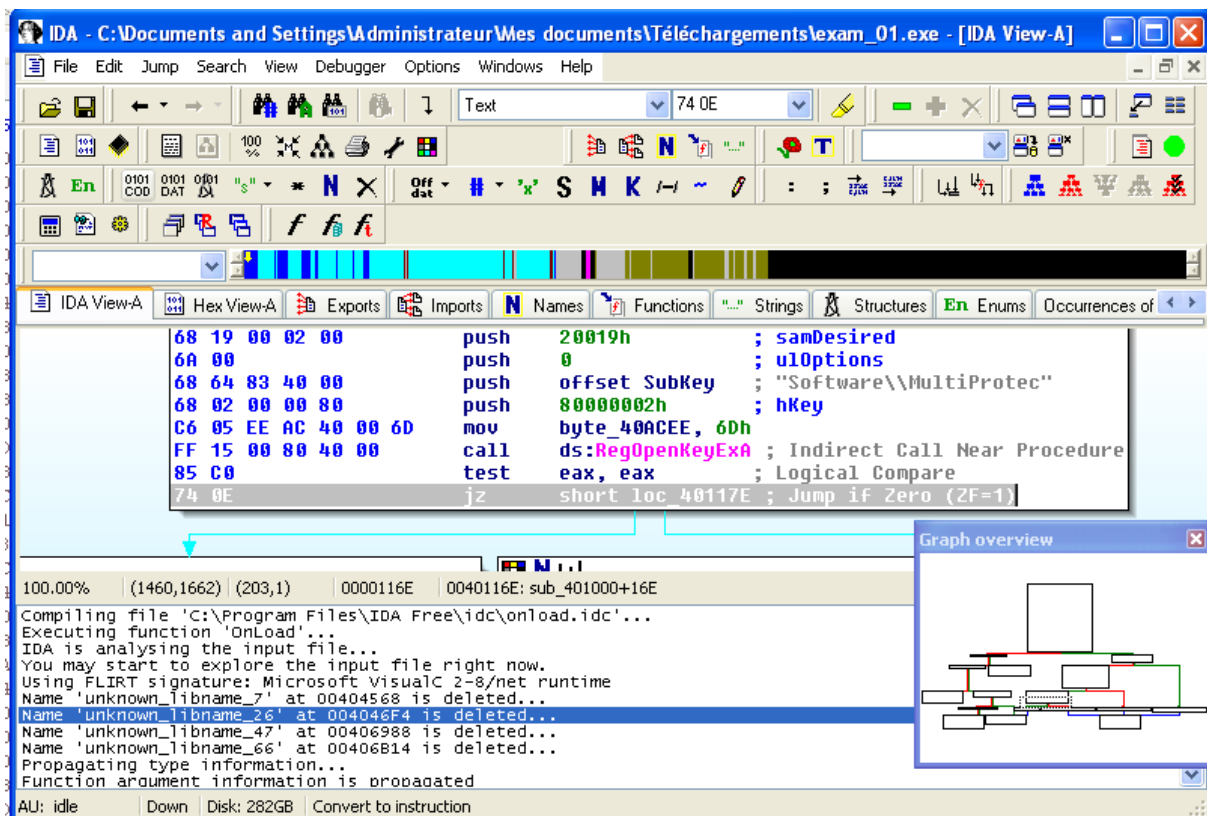 IDA - C:\Documents and Settings\Administrateur\Mes documents\Téléchargements\exam_01.exe - [IDA View-A]
File Edit Jump Search View Debugger Options Windows Help
Text 74 0E
IDA View-A Hex View-A Exports Imports N Names Functions Strings Structures En Enums Occurrences of
68 19 00 02 00 push 20019h ; samDesired
6A 00 push 0 ; ulOptions
68 64 83 40 00 push offset SubKey ; "Software\\MultiProtec"
68 02 00 00 80 push 80000002h ; hKey
C6 05 EE AC 40 00 6D mov byte_40ACEE, 6Dh
FF 15 00 80 40 00 call ds:RegOpenKeyExA ; Indirect Call Near Procedure
85 C0 test eax, eax ; Logical Compare
74 0E jz short loc_40117E ; Jump if Zero (ZF=1)
Graph overview
100.00% (1460,1662) (203,1) 0000116E 0040116E: sub_401000+16E
Compiling file 'C:\Program Files\IDA Free\idc\onload.idc'...
Executing function 'OnLoad'...
IDA is analysing the input file...
You may start to explore the input file right now.
Using FLIRT signature: Microsoft VisualC 2-8/net runtime
Name 'unknown_libname_7' at 00404568 is deleted...
Name 'unknown_libname_26' at 004046F4 is deleted...
Name 'unknown_libname_47' at 00406988 is deleted...
Name 'unknown_libname_66' at 00406B14 is deleted...
Propagating type information...
Function argument information is propagated
AU: idle Down Disk: 282GB Convert to instruction